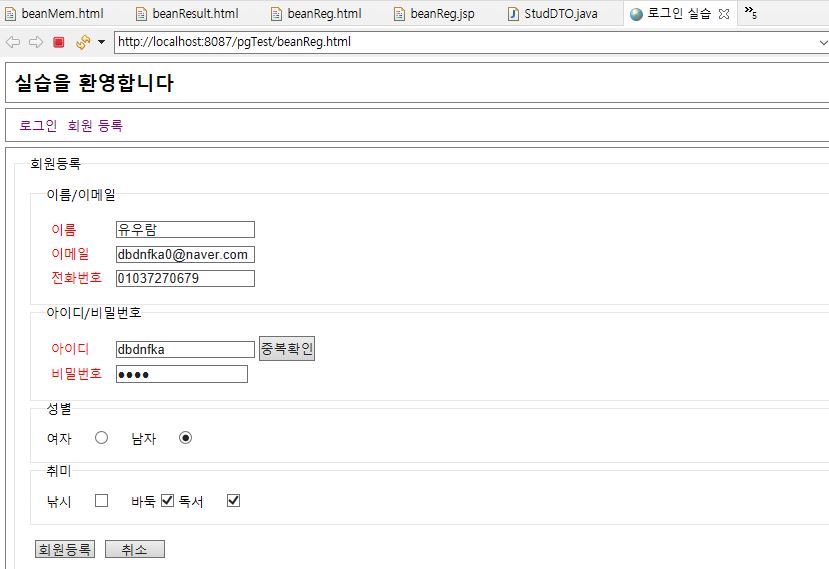 beanMem.html beanResult.html beanReg.html beanReg.jsp StudDTO.java 로그인 실습 »5
http://localhost:8087/pgTest/beanReg.html
실습을 환영합니다
로그인 회원 등록
회원등록
이름/이메일
이름 유우람
이메일 dbdnfka0@naver.com
전화번호 01037270679
아이디/비밀번호
아이디 dbdnfka 중복확인
비밀번호 ●●●●
성별
여자 남자
취미
낚시 바둑 독서
회원등록 취소